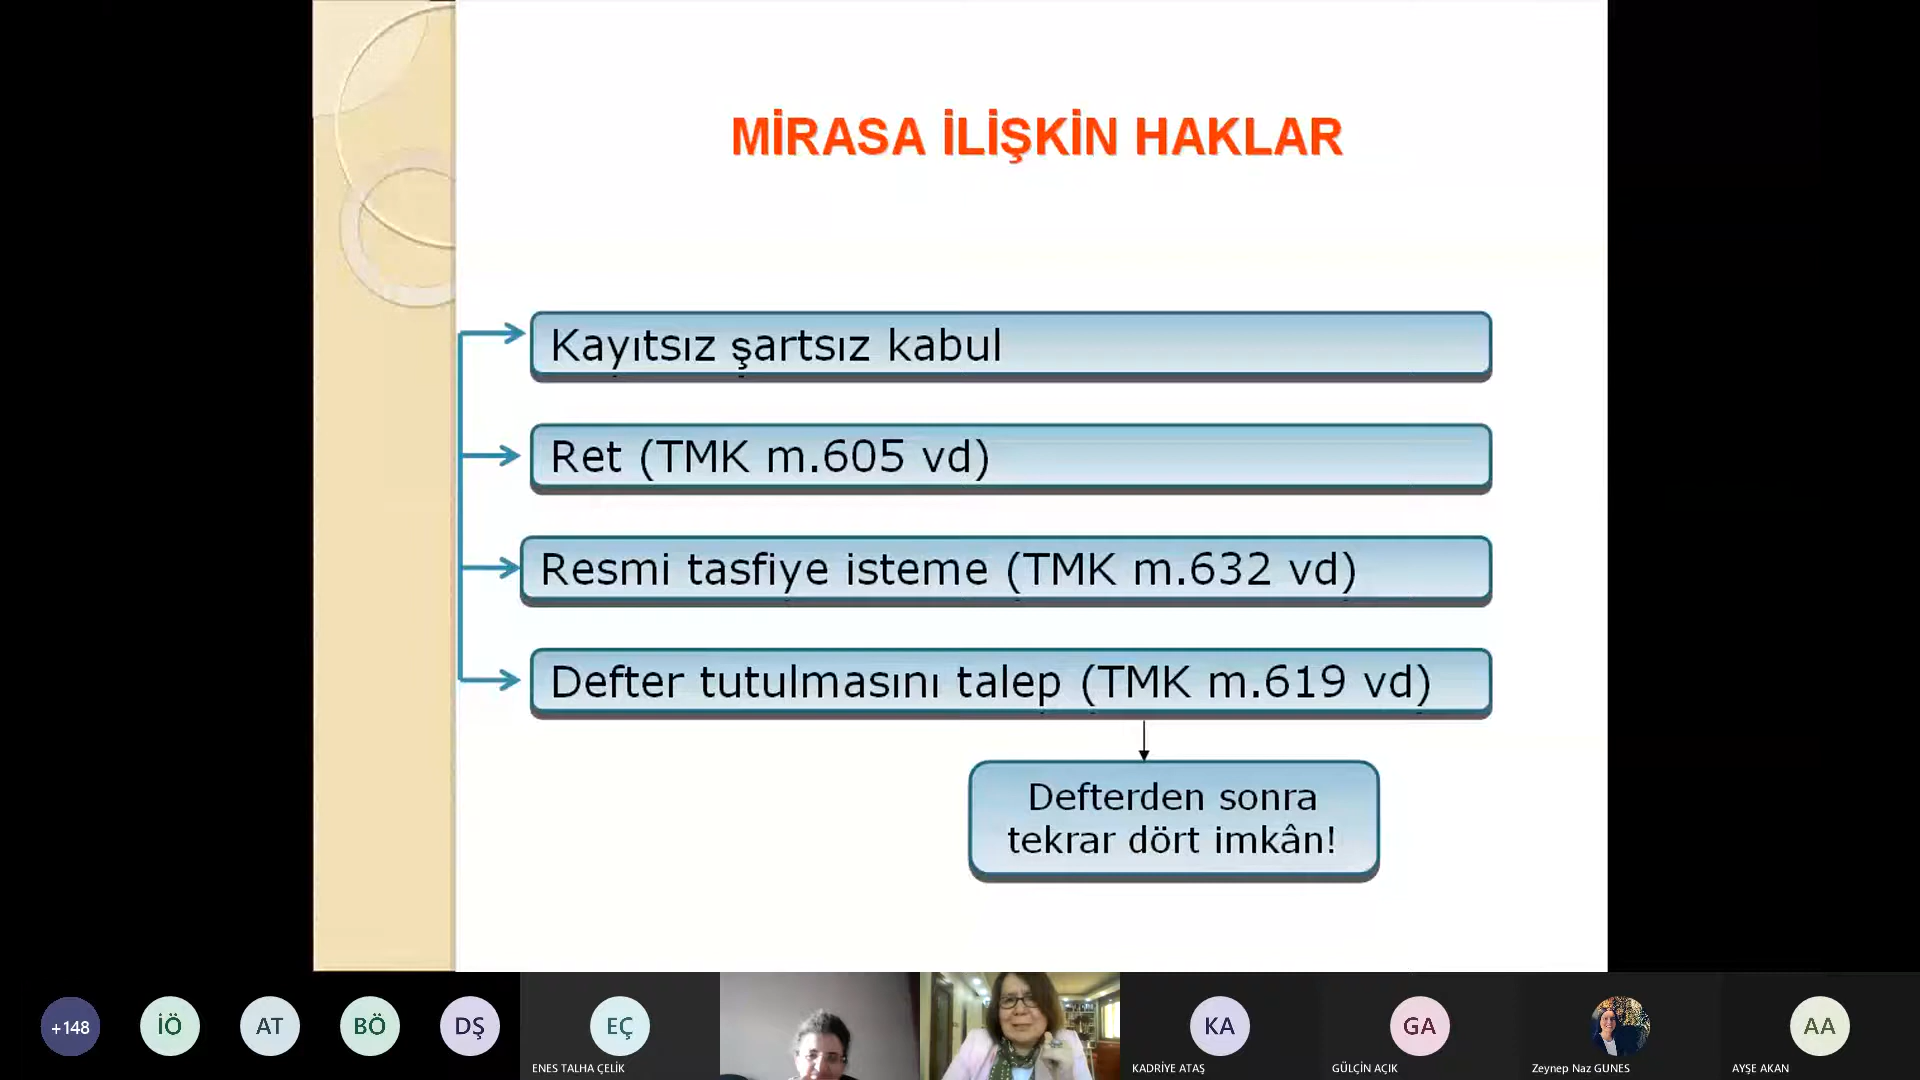 MİRASA İLİŞKİN HAKLAR
Kayıtsız şartsız kabul
Ret (TMK m.605 vd)
Resmi tasfiye isteme (TMK m.632 vd)
Defter tutulmasını talep (TMK m.619 vd)
Defterden sonra
tekrar dört imkân!
+148
İÖ
AT
BÖ
DŞ
EÇ
ENES TALHA ÇELİK
KA
KADRİYE ATAŞ
GA
GÜLÇİN AÇIK
Zeynep Naz GUNES
AA
AYŞE AKAN